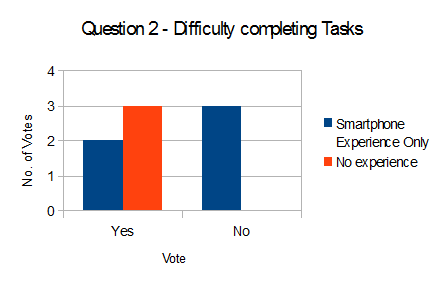 Question 2 - Difficulty completing Tasks
4
3
2
1
0
No. of Votes
Yes
No
Vote
Smartphone
Experience Only
No experience